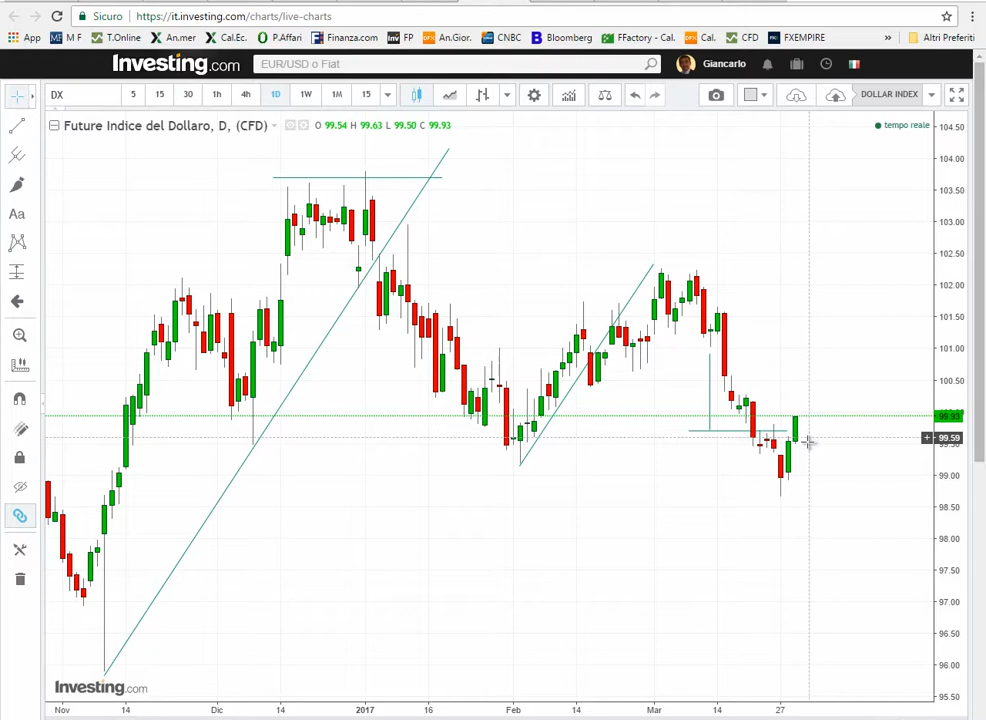 Sicuro https://it.investing.com/charts/live-charts
App M F T.Online An.mer Cal.Ec. P.Affari Finanza.com Inv FP DFX An.Gior. CNBC B Bloomberg FFactory - Cal. DFX Cal. CFD FXEMPIRE » Altri Preferiti
Investing.com EUR/USD o Fiat Giancarlo
DX 5 15 30 1h 4h 1D 1W 1M 15 DOLLAR INDEX
Future Indice del Dollaro, D, (CFD) O 99.54 H 99.63 L 99.50 C 99.93 tempo reale
Aa
104.50
104.00
103.50
103.00
102.50
102.00
101.50
101.00
100.50
99.93
99.59
99.00
98.50
98.00
97.50
97.00
96.50
96.00
95.50
Investing.com
Nov 14 Dic 14 2017 16 Feb 14 Mar 14 27